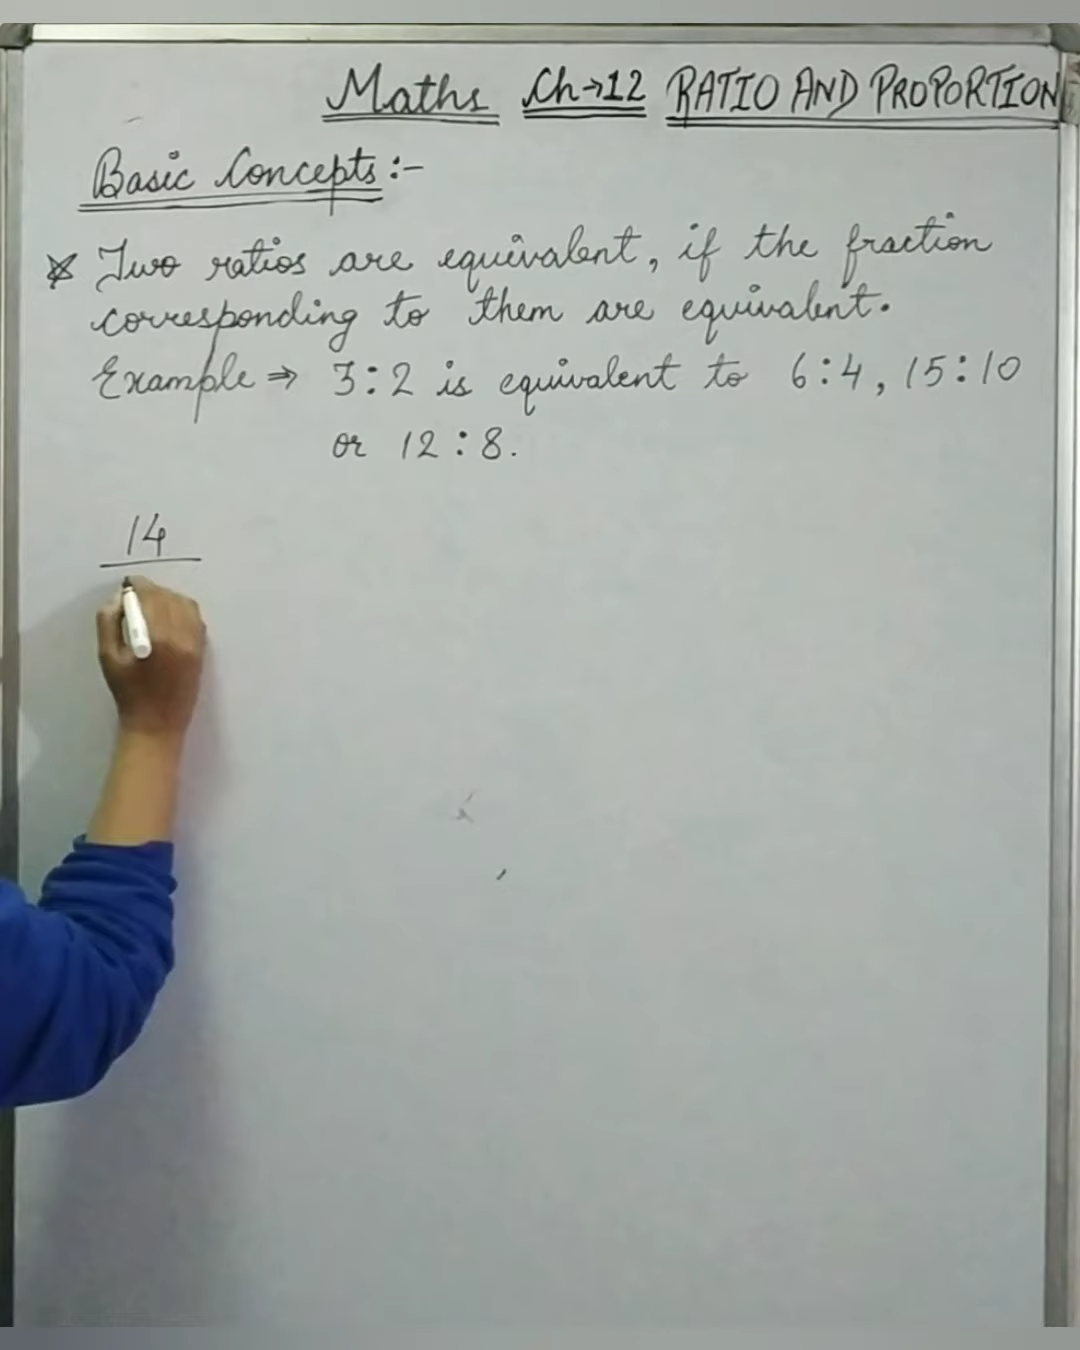 Maths Ch→12 RATIO AND PROPORTION
Basic Concepts:-
* Two ratios are equivalent, if the fraction
corresponding to them are equivalent.
Example ⇒ 3:2 is equivalent to 6:4, 15:10
or 12:8.
14